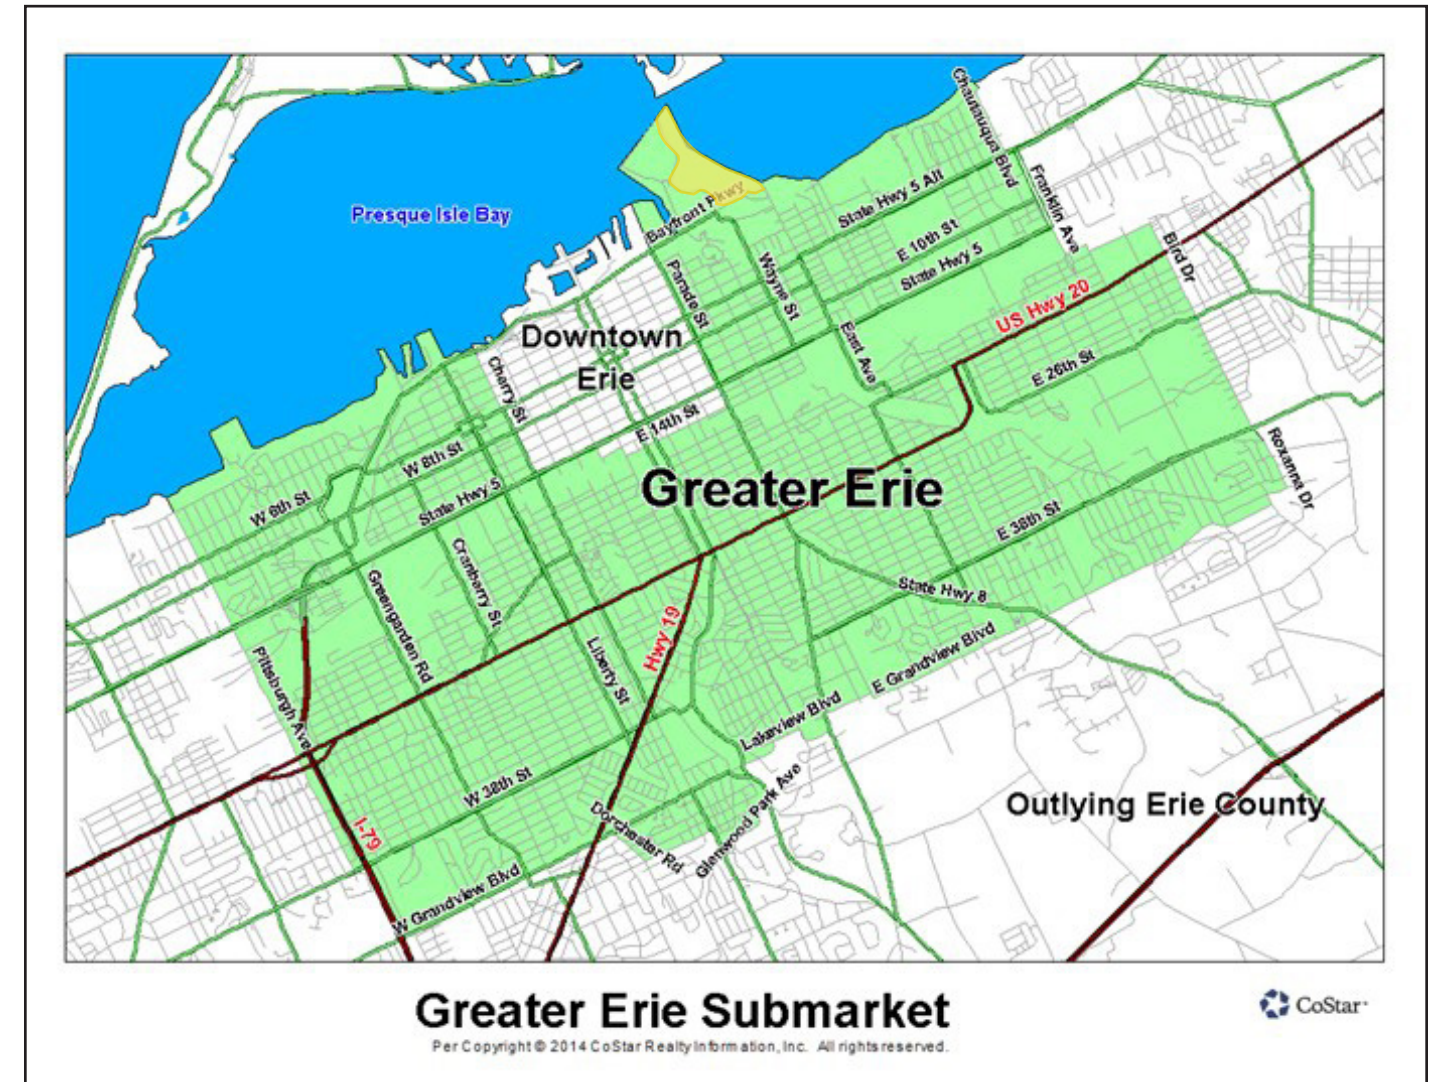 Chautauqua Blvd
Franklin Ave
Presque Isle Bay
Bayfront Pkwy
State Hwy 5 Alt
E 10th St
State Hwy 5
Bird Dr
Parade St
Wayne St
US Hwy 20
East Ave
E 26th St
Downtown
Erie
Cherry St
E 14th St
W 8th St
Greater Erie
Roxanna Dr
W 6th St
State Hwy 5
E 38th St
Cranberry St
Greengarden Rd
State Hwy 8
Hwy 19
Liberty St
E Grandview Blvd
Pittsburgh Ave
Lakeview Blvd
W 38th St
Glenwood Park Ave
Outlying Erie County
I-79
Dorchester Rd
W Grandview Blvd
Greater Erie Submarket
CoStar
Per Copyright © 2014 CoStar Realty Information, Inc. All rights reserved.